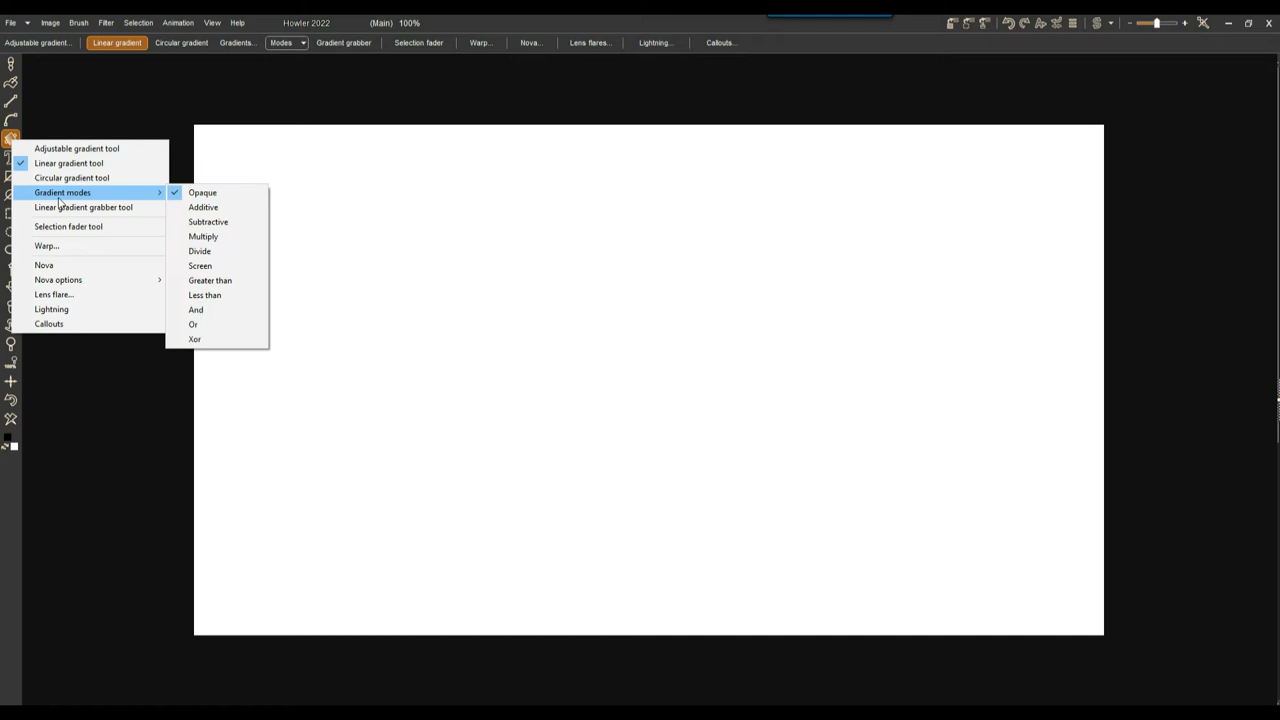 File Image Brush Filter Selection Animation View Help Howler 2022 (Main) 100%
Adjustable gradient... Linear gradient Circular gradient Gradients... Modes Gradient grabber Selection fader Warp... Nova... Lens flares... Lightning... Callouts...
Adjustable gradient tool
Linear gradient tool
Circular gradient tool
Gradient modes
Linear gradient grabber tool
Selection fader tool
Warp...
Nova
Nova options
Lens flare...
Lightning
Callouts
Opaque
Additive
Subtractive
Multiply
Divide
Screen
Greater than
Less than
And
Or
Xor